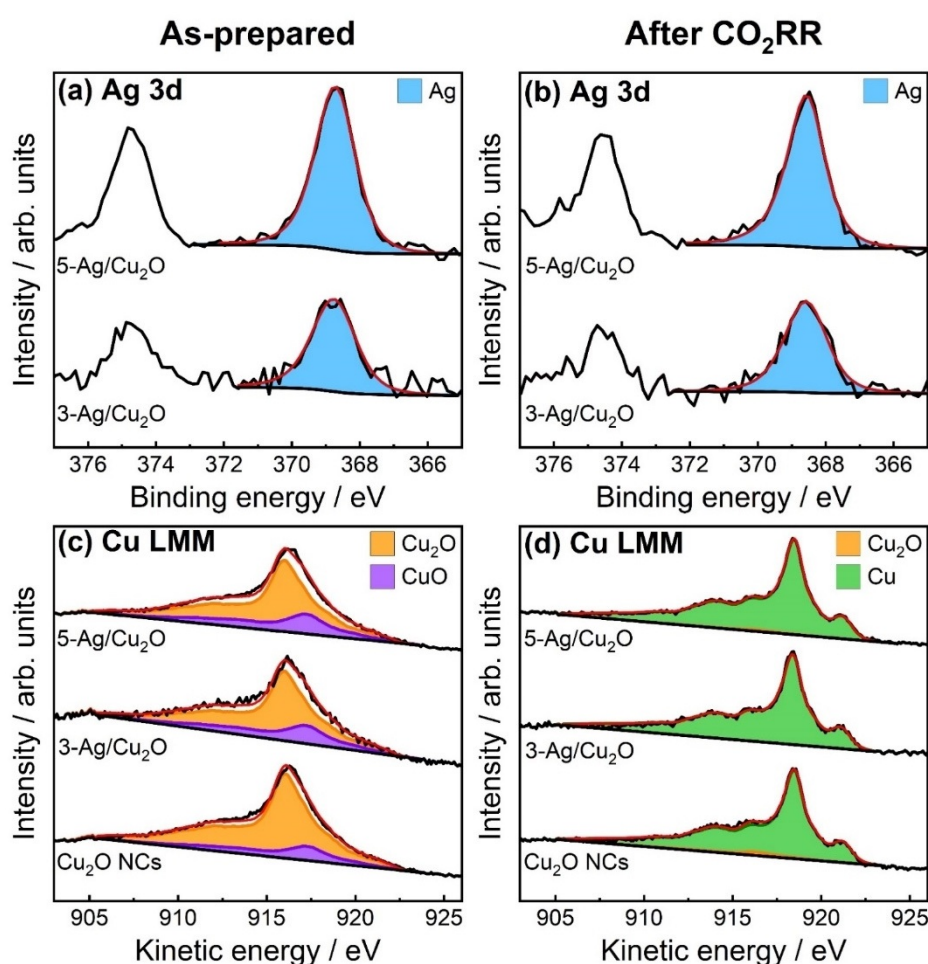 As-prepared
After CO₂RR
(a) Ag 3d
Ag
5-Ag/Cu₂O
3-Ag/Cu₂O
Intensity / arb. units
376 374 372 370 368 366
Binding energy / eV
(b) Ag 3d
Ag
5-Ag/Cu₂O
3-Ag/Cu₂O
Intensity / arb. units
376 374 372 370 368 366
Binding energy / eV
(c) Cu LMM
Cu₂O
CuO
5-Ag/Cu₂O
3-Ag/Cu₂O
Cu₂O NCs
Intensity / arb. units
905 910 915 920 925
Kinetic energy / eV
(d) Cu LMM
Cu₂O
Cu
5-Ag/Cu₂O
3-Ag/Cu₂O
Cu₂O NCs
Intensity / arb. units
905 910 915 920 925
Kinetic energy / eV